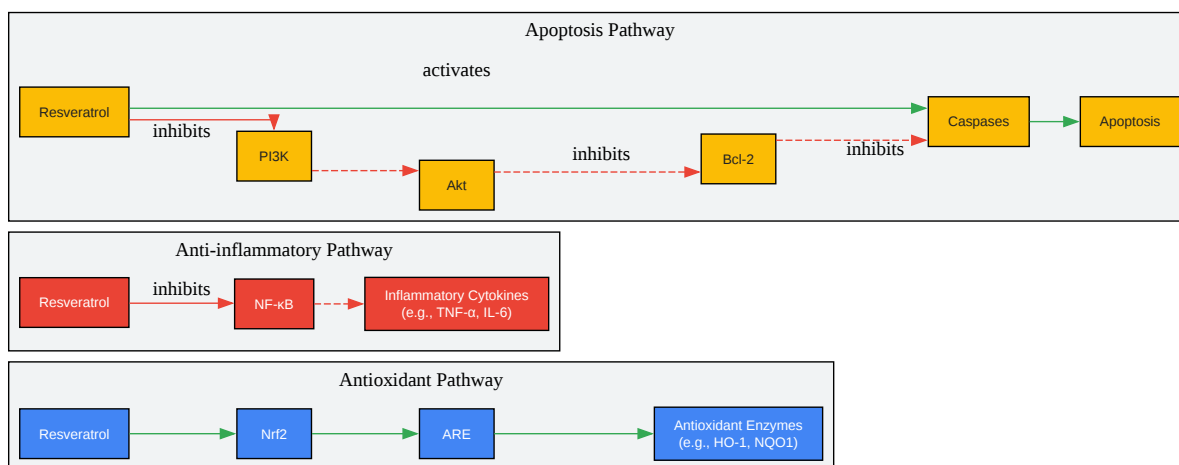 Apoptosis Pathway
activates
Resveratrol
inhibits
PI3K
Akt
inhibits
Bcl-2
inhibits
Caspases
Apoptosis
Anti-inflammatory Pathway
Resveratrol
inhibits
NF-κB
Inflammatory Cytokines
(e.g., TNF-α, IL-6)
Antioxidant Pathway
Resveratrol
Nrf2
ARE
Antioxidant Enzymes
(e.g., HO-1, NQO1)